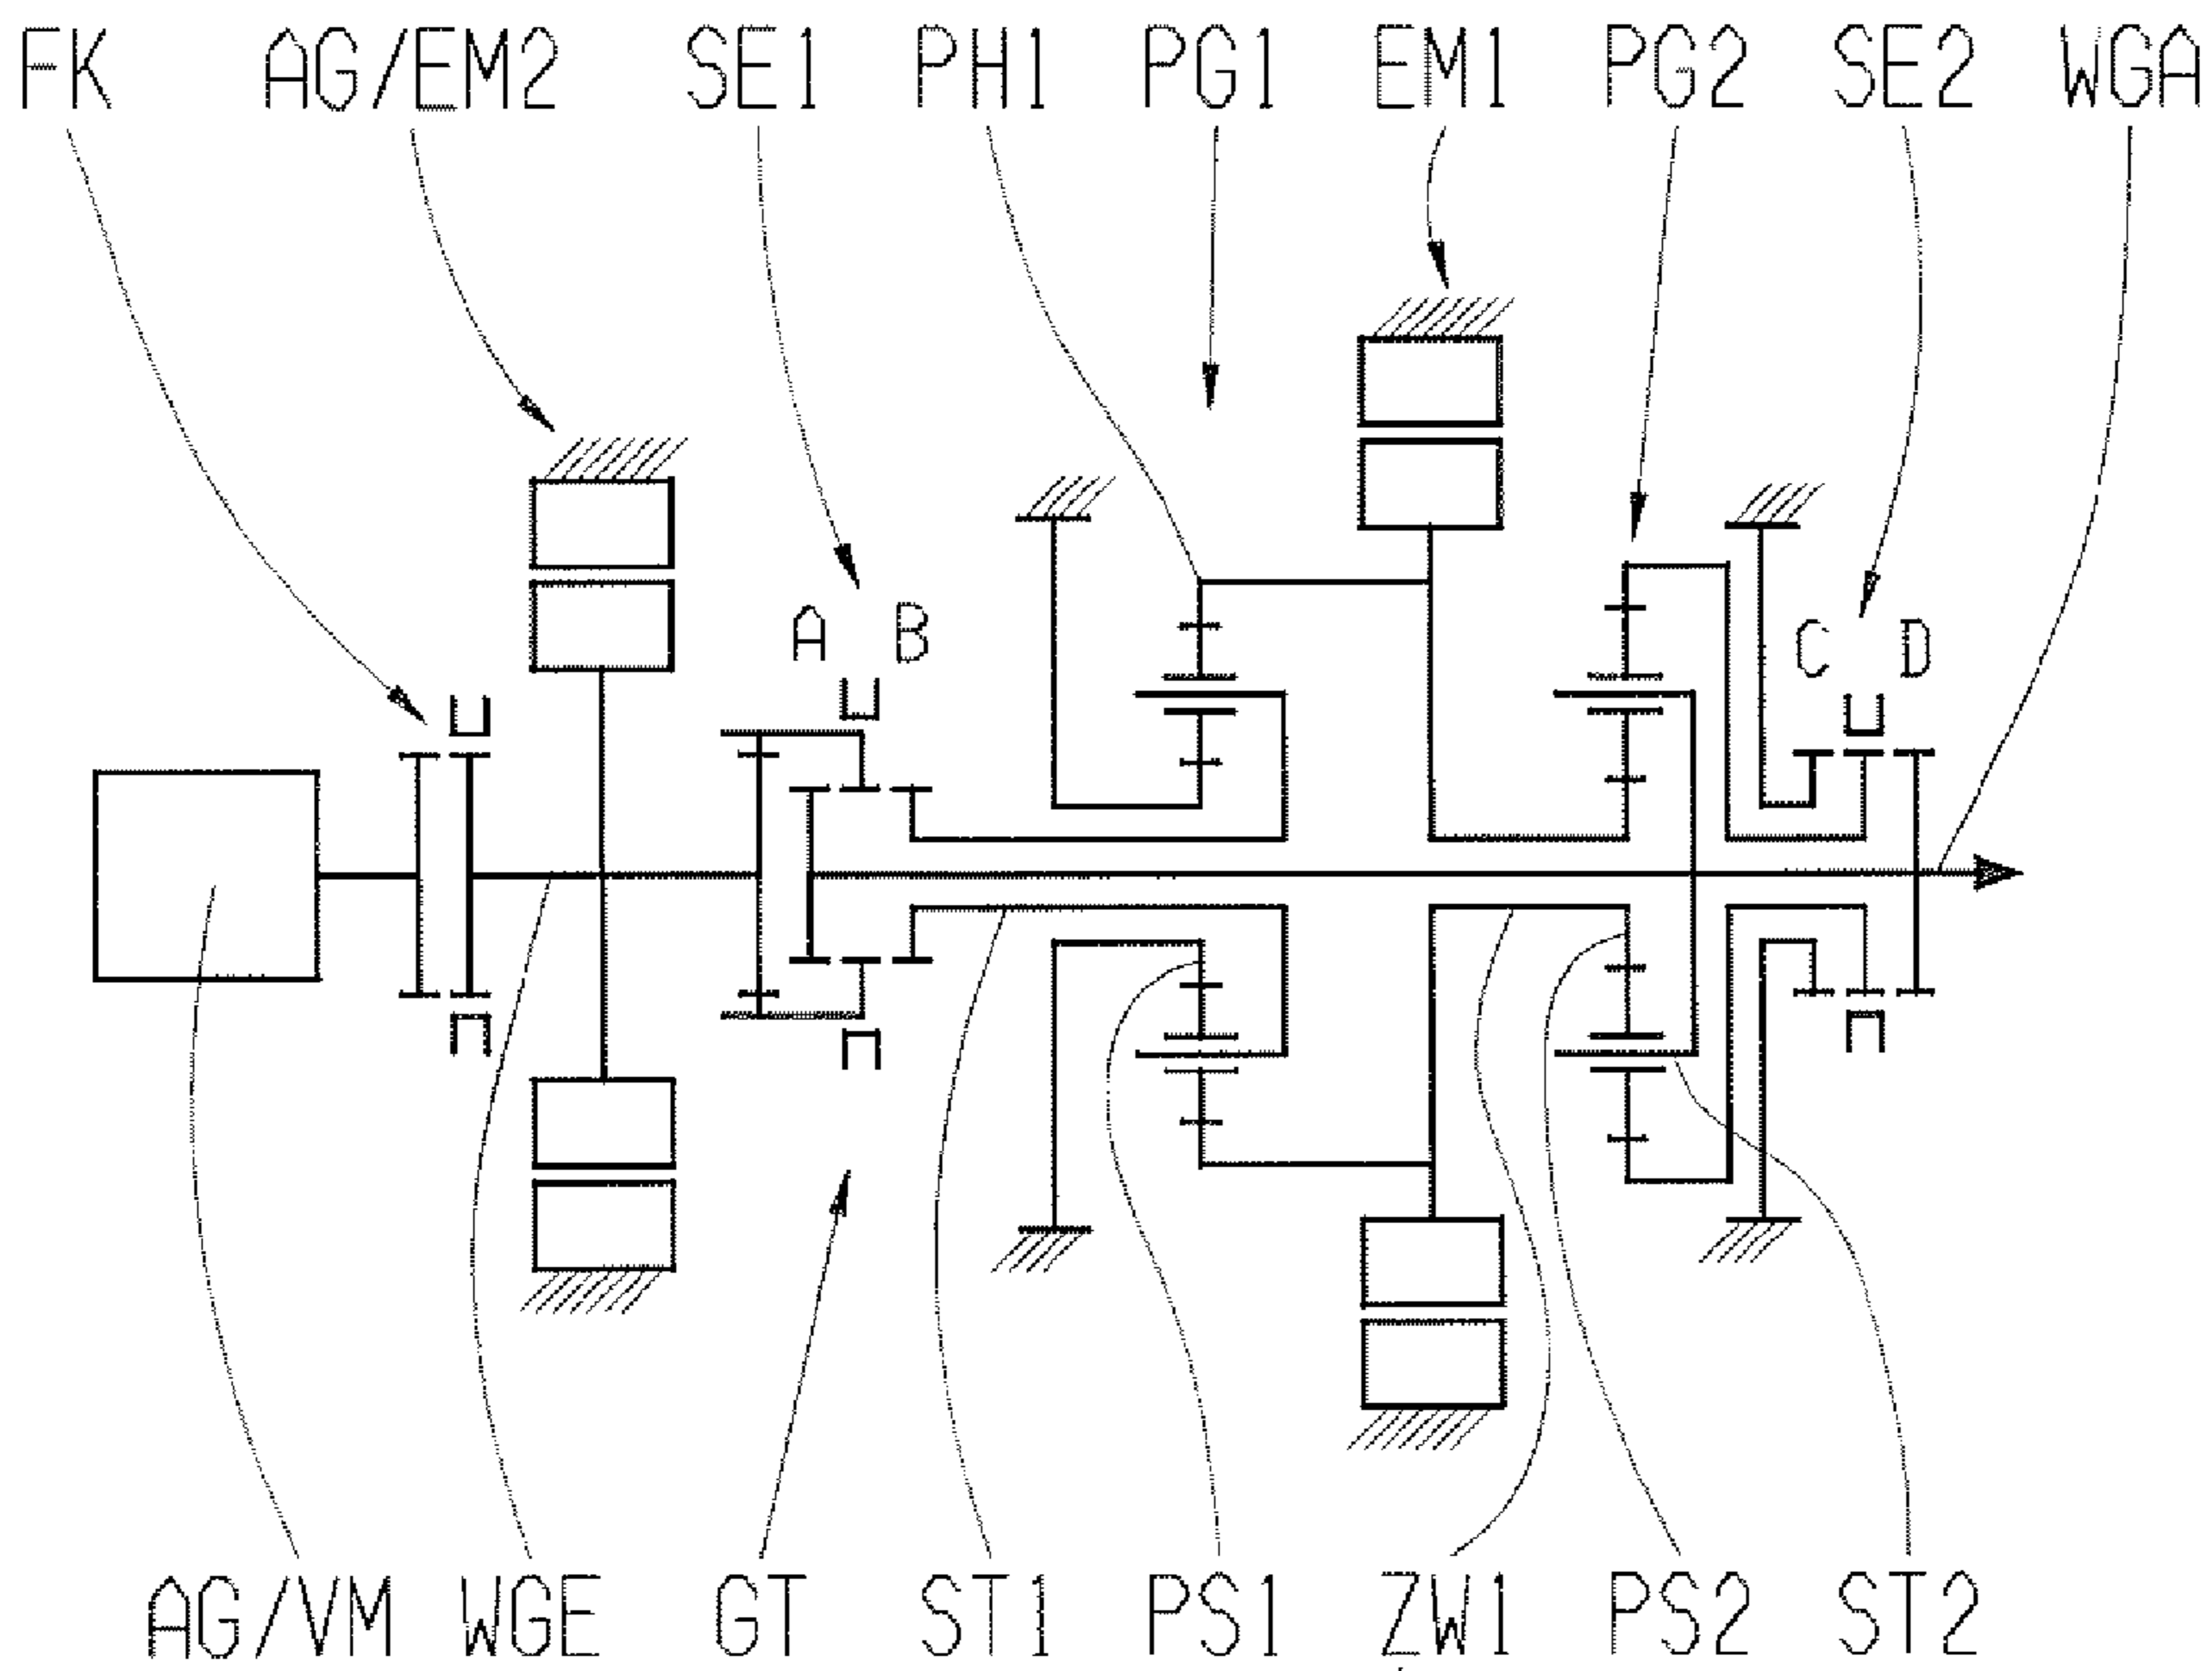 FK AG/EM2 SE1 PH1 PG1 EM1 PG2 SE2 WGA
A B
C D
AG/VM WGE GT ST1 PS1 ZW1 PS2 ST2